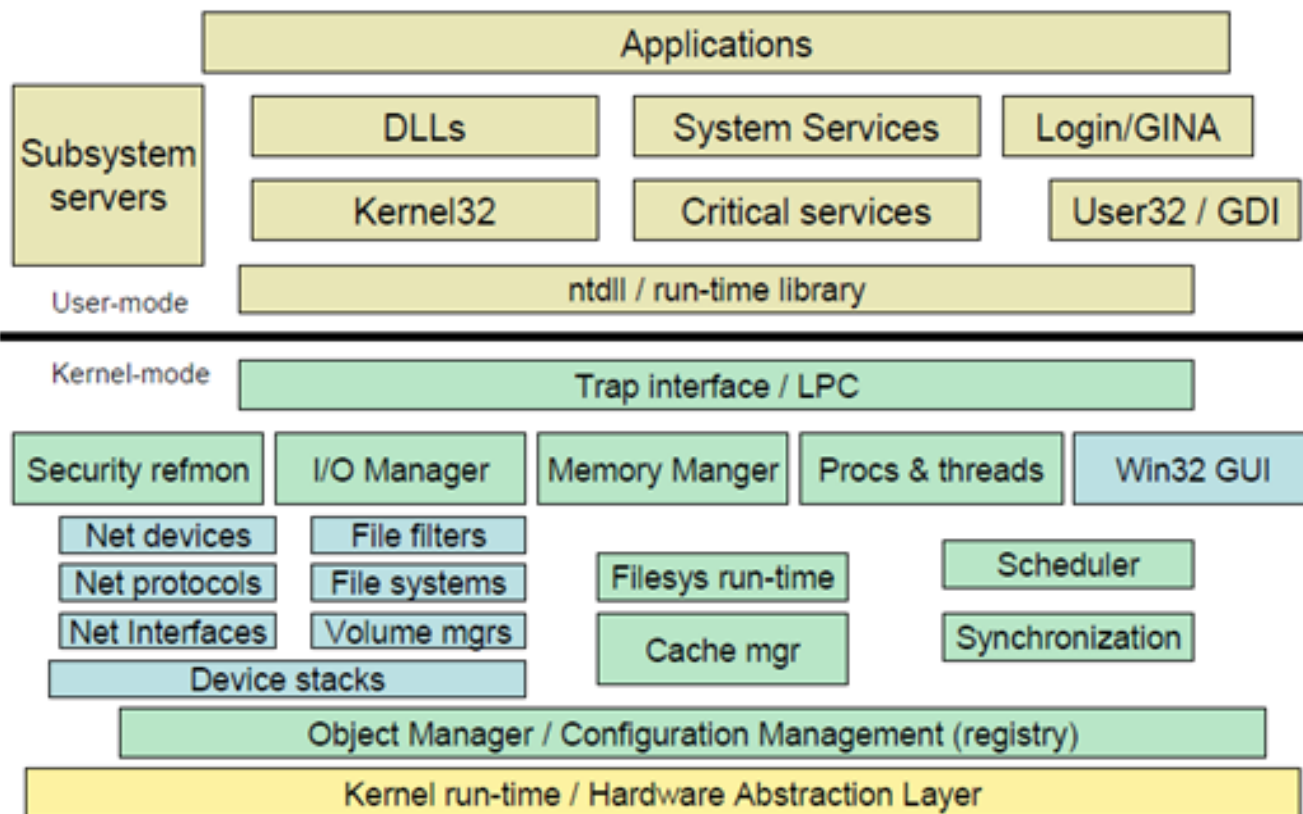 Applications
Subsystem
servers
DLLs
System Services
Login/GINA
Kernel32
Critical services
User32 / GDI
ntdll / run-time library
User-mode
Kernel-mode
Trap interface / LPC
Security refmon
I/O Manager
Memory Manger
Procs & threads
Win32 GUI
Net devices
File filters
Net protocols
File systems
Net Interfaces
Volume mgrs
Device stacks
Filesys run-time
Cache mgr
Scheduler
Synchronization
Object Manager / Configuration Management (registry)
Kernel run-time / Hardware Abstraction Layer